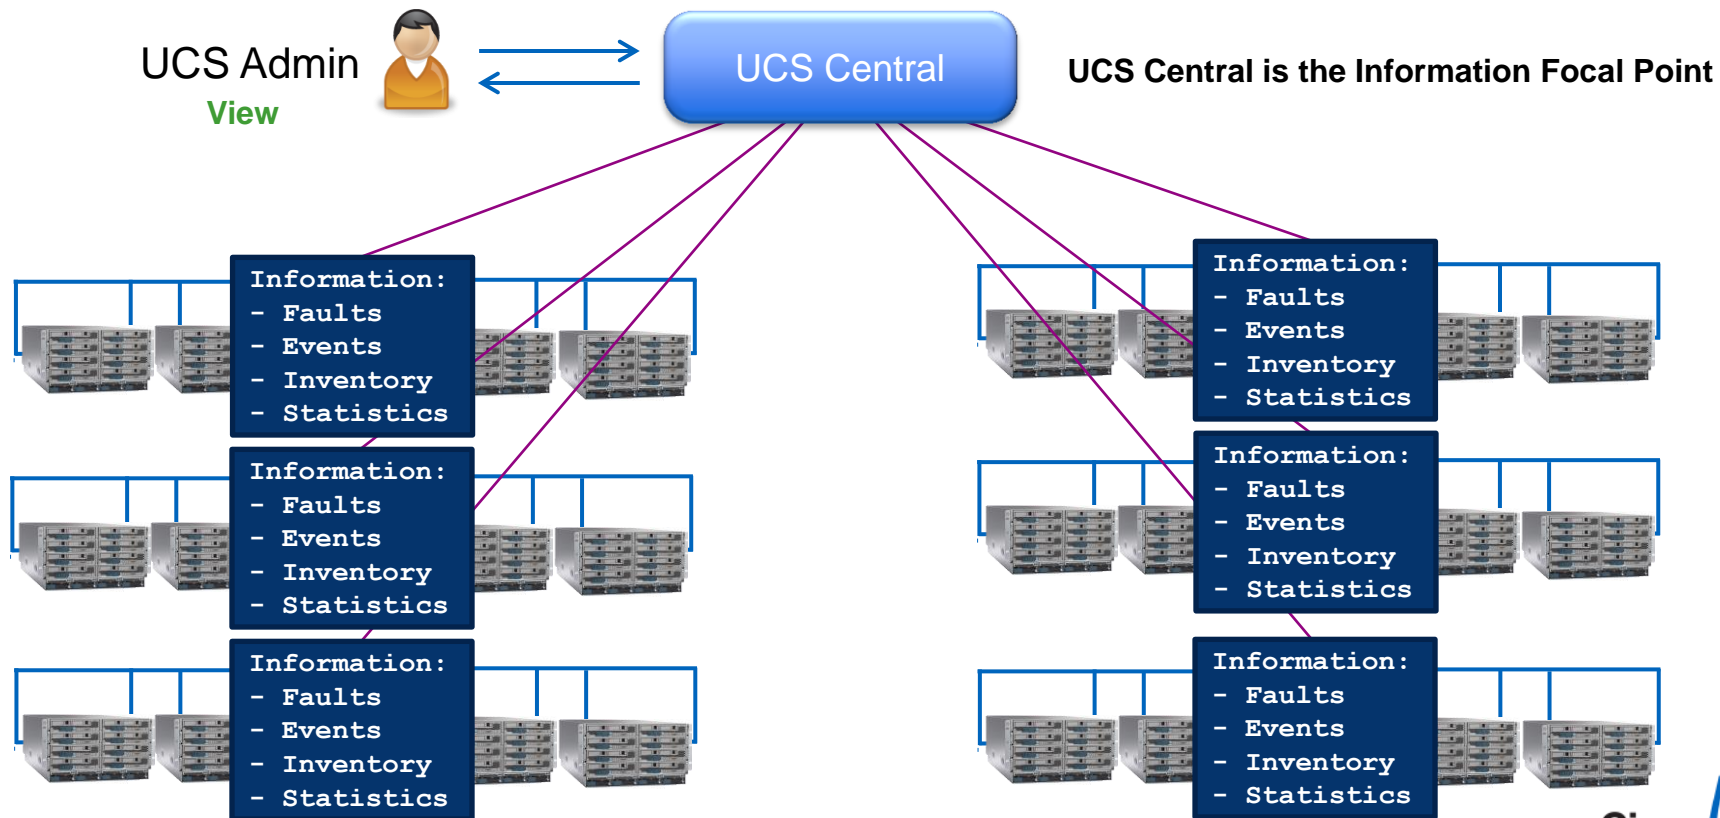 UCS Admin
View
UCS Central
UCS Central is the Information Focal Point
Information:
- Faults
- Events
- Inventory
- Statistics
Information:
- Faults
- Events
- Inventory
- Statistics
Information:
- Faults
- Events
- Inventory
- Statistics
Information:
- Faults
- Events
- Inventory
- Statistics
Information:
- Faults
- Events
- Inventory
- Statistics
Information:
- Faults
- Events
- Inventory
- Statistics